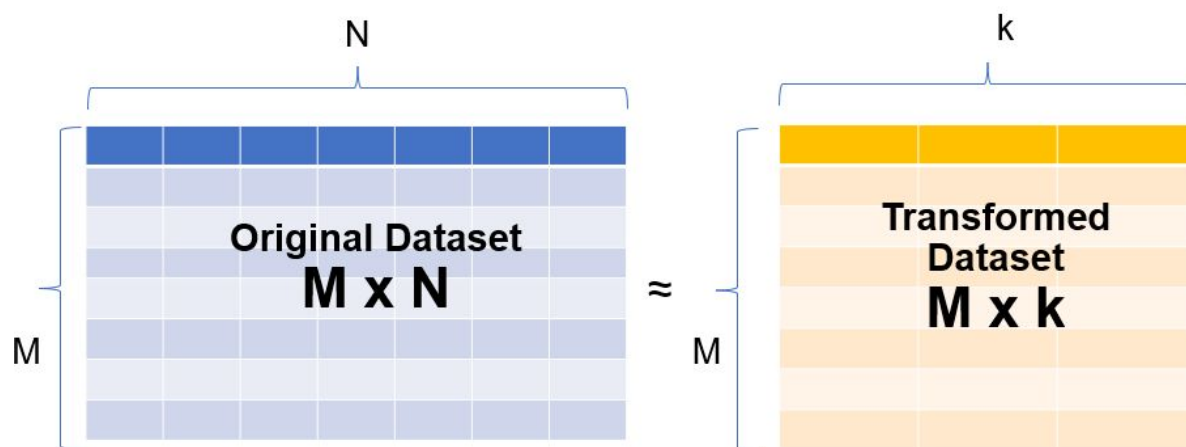 N
k
Original Dataset
M x N
≈
Transformed
Dataset
M x k
M
M